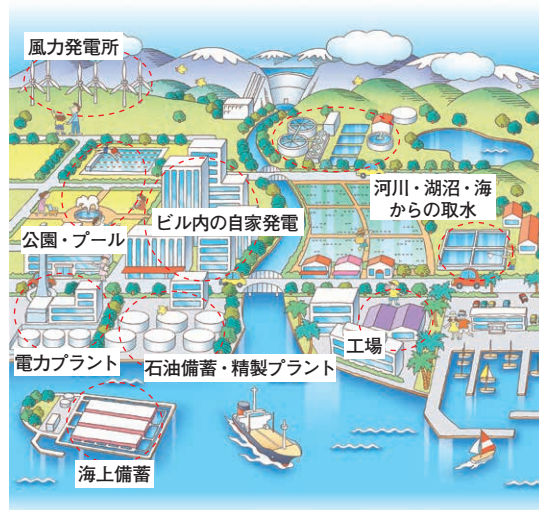 風力発電所
河川・湖沼・海
からの取水
ビル内の自家発電
公園・プール
工場
電力プラント
石油備蓄・精製プラント
海上備蓄